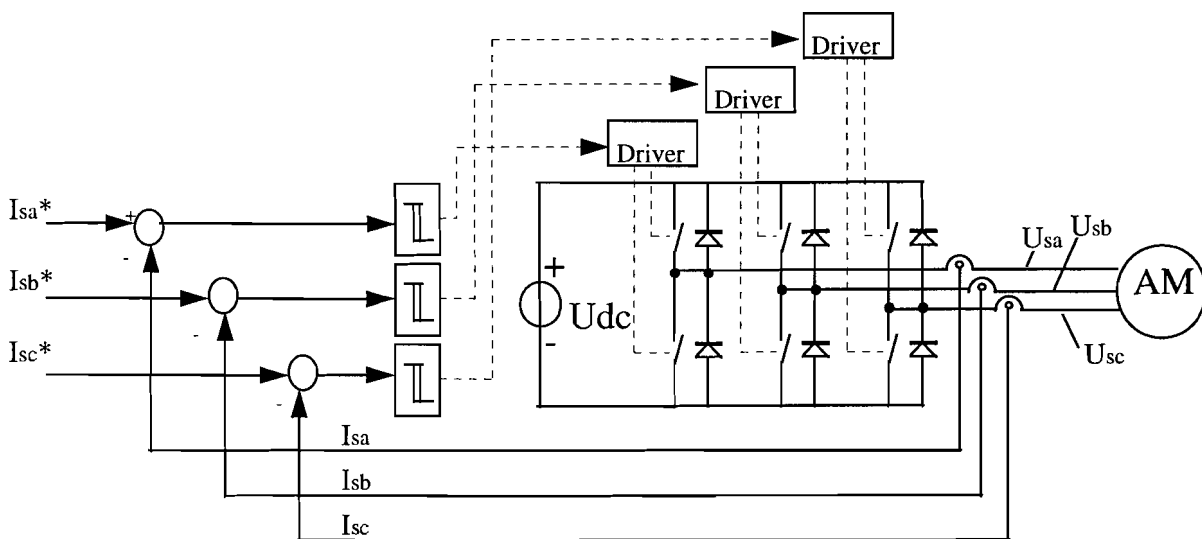 Driver
Driver
Driver
Isa*
+
-
Isb*
-
Isc*
-
+
Udc
-
Usa
Usb
AM
Usc
Isa
Isb
Isc